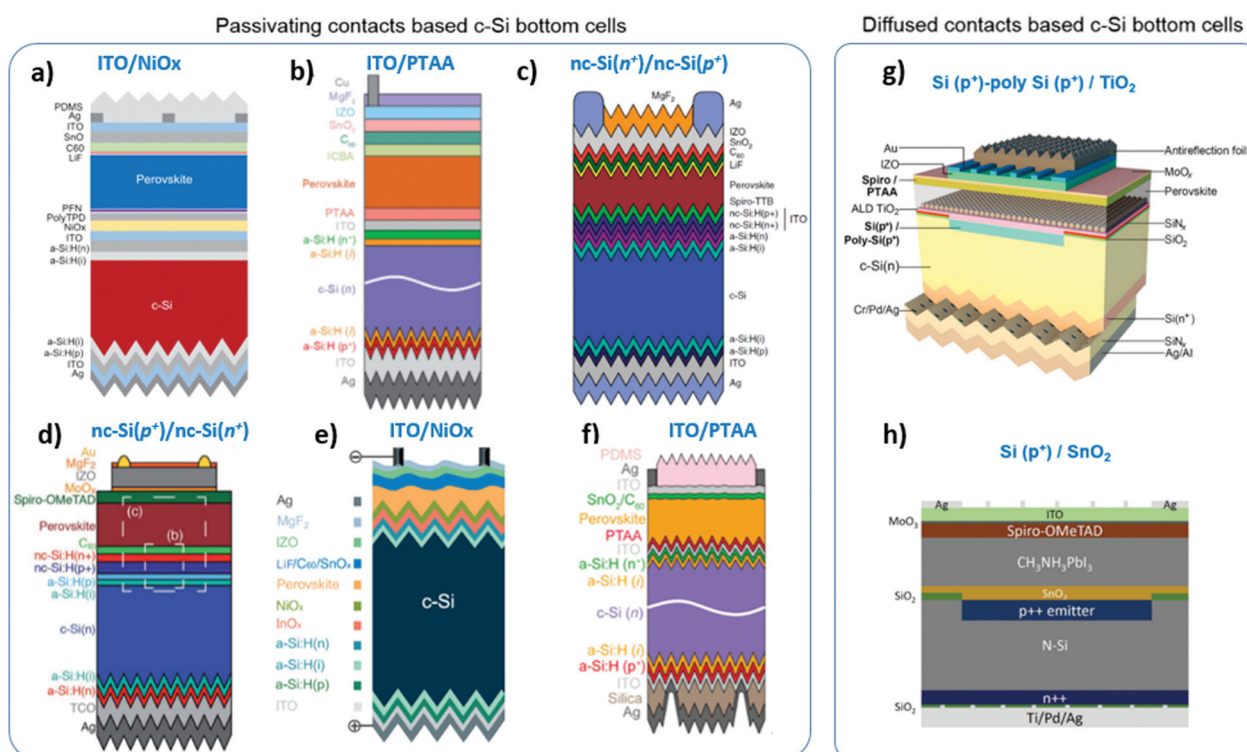 Passivating contacts based c-Si bottom cells
Diffused contacts based c-Si bottom cells
a)
ITO/NiOx
PDMS
Ag
ITO
SnO
C60
LiF
Perovskite
PFN
PolyTPD
NiOx
ITO
a-Si:H(n)
a-Si:H(i)
c-Si
a-Si:H(i)
a-Si:H(p)
ITO
Ag
b)
ITO/PTAA
Cu
MgF₂
IZO
SnO₂
C₆₀
ICBA
Perovskite
PTAA
ITO
a-Si:H (n⁺)
a-Si:H (i)
c-Si (n)
a-Si:H (i)
a-Si:H (p⁺)
ITO
Ag
c)
nc-Si(n⁺)/nc-Si(p⁺)
MgF₂
Ag
IZO
SnO₂
C₆₀
LiF
Perovskite
Spiro-TTB
nc-Si:H(p+)
nc-Si:H(n+)
ITO
a-Si:H(n)
a-Si:H(i)
c-Si
a-Si:H(i)
a-Si:H(p)
ITO
Ag
d)
nc-Si(p⁺)/nc-Si(n⁺)
Au
MgF₂
IZO
MoOₓ
Spiro-OMeTAD
(c)
Perovskite
(b)
C₆₀
nc-Si:H(n+)
nc-Si:H(p+)
a-Si:H(p)
a-Si:H(i)
c-Si(n)
a-Si:H(i)
a-Si:H(n)
TCO
Ag
e)
ITO/NiOx
Ag
MgF₂
IZO
LiF/C₆₀/SnOₓ
Perovskite
NiOₓ
InOₓ
a-Si:H(n)
a-Si:H(i)
a-Si:H(p)
ITO
c-Si
f)
ITO/PTAA
PDMS
Ag
ITO
SnO₂/C₆₀
Perovskite
PTAA
ITO
a-Si:H (n⁺)
a-Si:H (i)
c-Si (n)
a-Si:H (i)
a-Si:H (p⁺)
ITO
Silica
Ag
g)
Si (p⁺)-poly Si (p⁺) / TiO₂
Au
IZO
Spiro /
PTAA
ALD TiO₂
Si(p⁺) /
Poly-Si(p⁺)
c-Si(n)
Cr/Pd/Ag
Antireflection foil
MoOₓ
Perovskite
SiNₓ
SiO₂
Si(n⁺)
SiNₓ
Ag/Al
h)
Si (p⁺) / SnO₂
Ag
Ag
ITO
MoO₃
Spiro-OMeTAD
CH₃NH₃PbI₃
SnO₂
SiO₂
p++ emitter
N-Si
n++
SiO₂
Ti/Pd/Ag